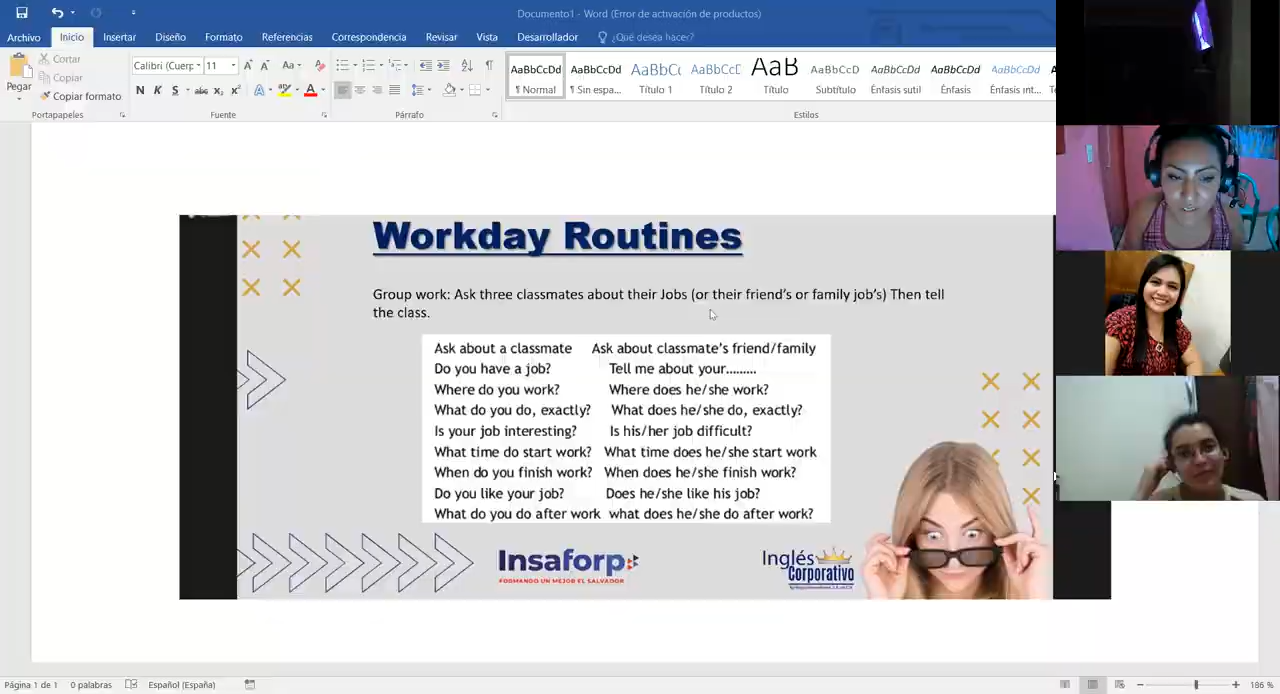 Documento1 - Word (Error de activación de productos)
Archivo Inicio Insertar Diseño Formato Referencias Correspondencia Revisar Vista Desarrollador ¿Qué desea hacer?
Pegar
Cortar
Copiar
Copiar formato
Portapapeles
Calibri (Cuerp 11
Fuente
Párrafo
AaBbCcDd
¶ Normal
AaBbCcDd
¶ Sin espa...
AaBbC
Título 1
AaBbCcD
Título 2
AaB
Título
AaBbCcD
Subtítulo
AaBbCcDd
Énfasis sutil
AaBbCcDd
Énfasis
AaBbCcDd
Énfasis int...
Estilos
Workday Routines
Group work: Ask three classmates about their Jobs (or their friend's or family job's) Then tell
the class.
Ask about a classmate Ask about classmate's friend/family
Do you have a job? Tell me about your.........
Where do you work? Where does he/she work?
What do you do, exactly? What does he/she do, exactly?
Is your job interesting? Is his/her job difficult?
What time do start work? What time does he/she start work
When do you finish work? When does he/she finish work?
Do you like your job? Does he/she like his job?
What do you do after work what does he/she do after work?
Insaforp
FORMANDO UN MEJOR EL SALVADOR
Inglés
Corporativo
Página 1 de 1 0 palabras Español (España) 186 %